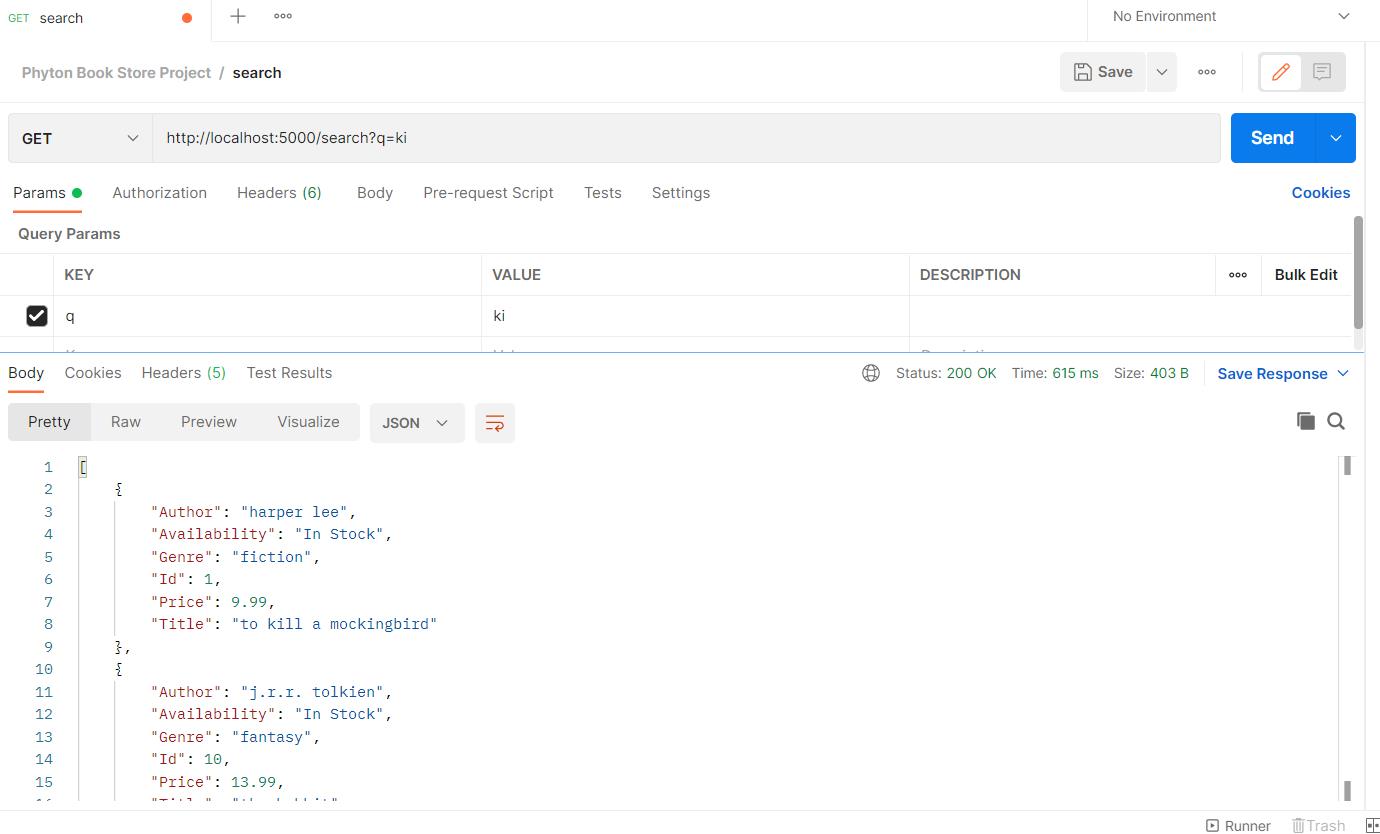 GET search No Environment
Phyton Book Store Project / search Save
GET http://localhost:5000/search?q=ki Send
Params Authorization Headers (6) Body Pre-request Script Tests Settings Cookies
Query Params
KEY VALUE DESCRIPTION Bulk Edit
q ki
Body Cookies Headers (5) Test Results Status: 200 OK Time: 615 ms Size: 403 B Save Response
Pretty Raw Preview Visualize JSON
1 [
2 {
3 "Author": "harper lee",
4 "Availability": "In Stock",
5 "Genre": "fiction",
6 "Id": 1,
7 "Price": 9.99,
8 "Title": "to kill a mockingbird"
9 },
10 {
11 "Author": "j.r.r. tolkien",
12 "Availability": "In Stock",
13 "Genre": "fantasy",
14 "Id": 10,
15 "Price": 13.99,
Runner Trash